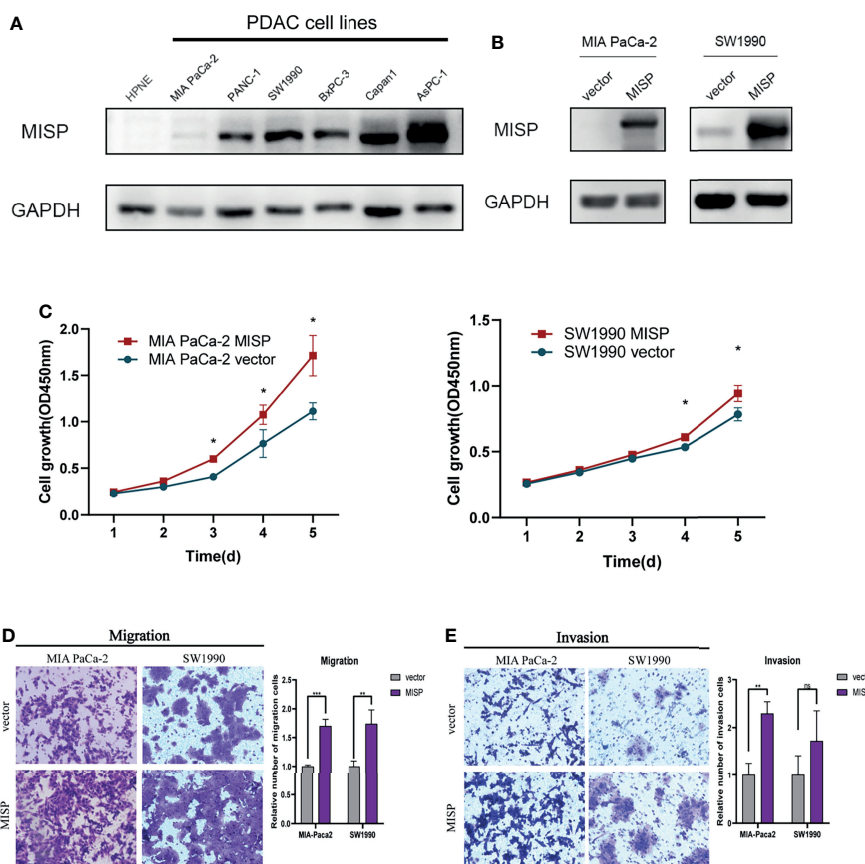 A
PDAC cell lines
HPNE
MIA PaCa-2
PANC-1
SW1990
BxPC-3
Capan1
AsPC-1
MISP
GAPDH
B
MIA PaCa-2
SW1990
vector
MISP
vector
MISP
MISP
GAPDH
C
MIA PaCa-2 MISP
MIA PaCa-2 vector
*
*
*
Cell growth(OD450nm)
2.0
1.5
1.0
0.5
0.0
1 2 3 4 5
Time(d)
SW1990 MISP
SW1990 vector
*
*
Cell growth(OD450nm)
1.5
1.0
0.5
0.0
1 2 3 4 5
Time(d)
D
Migration
MIA PaCa-2
SW1990
vector
MISP
Migration
vector
MISP
***
**
Relative number of migration cells
2.5
2.0
1.5
1.0
0.5
0.0
MIA-Paca2
SW1990
E
Invasion
MIA PaCa-2
SW1990
vector
MISP
Invasion
vect
MISP
**
ns
Relative number of invasion cells
3
2
1
0
MIA-Paca2
SW1990